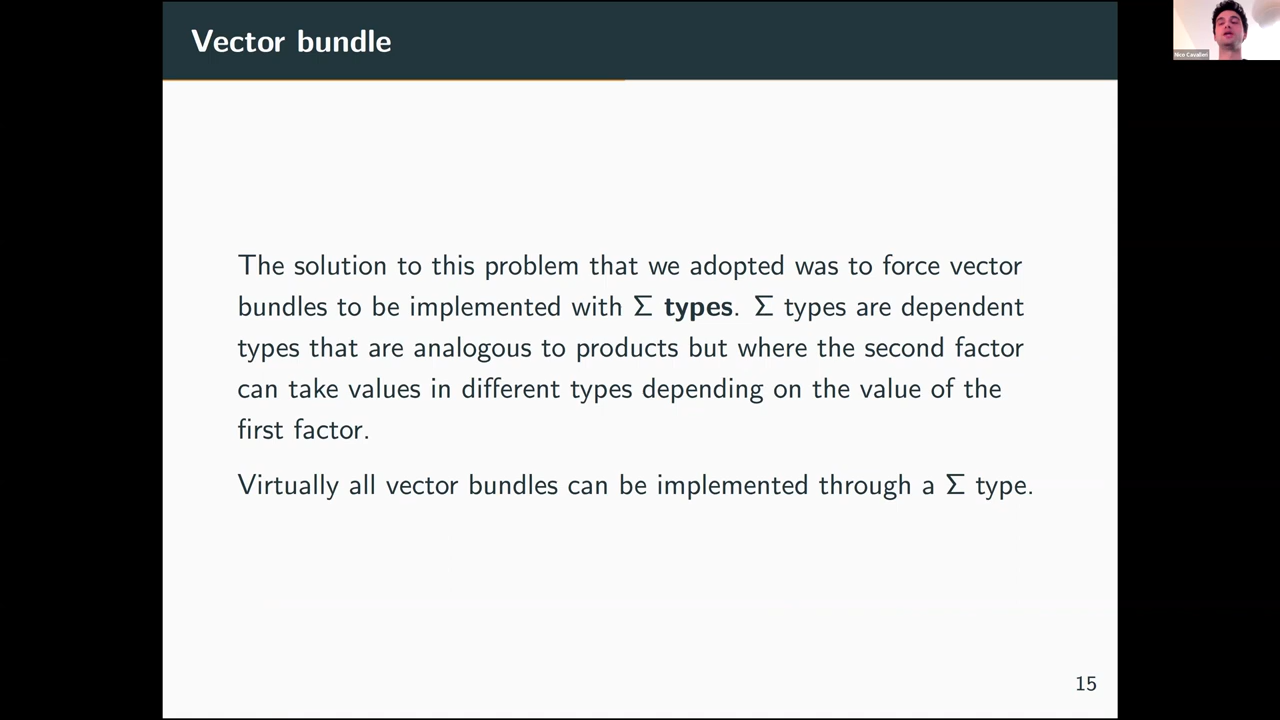 Vector bundle
Nico Cavalleri
The solution to this problem that we adopted was to force vector
bundles to be implemented with Σ types. Σ types are dependent
types that are analogous to products but where the second factor
can take values in different types depending on the value of the
first factor.
Virtually all vector bundles can be implemented through a Σ type.
15